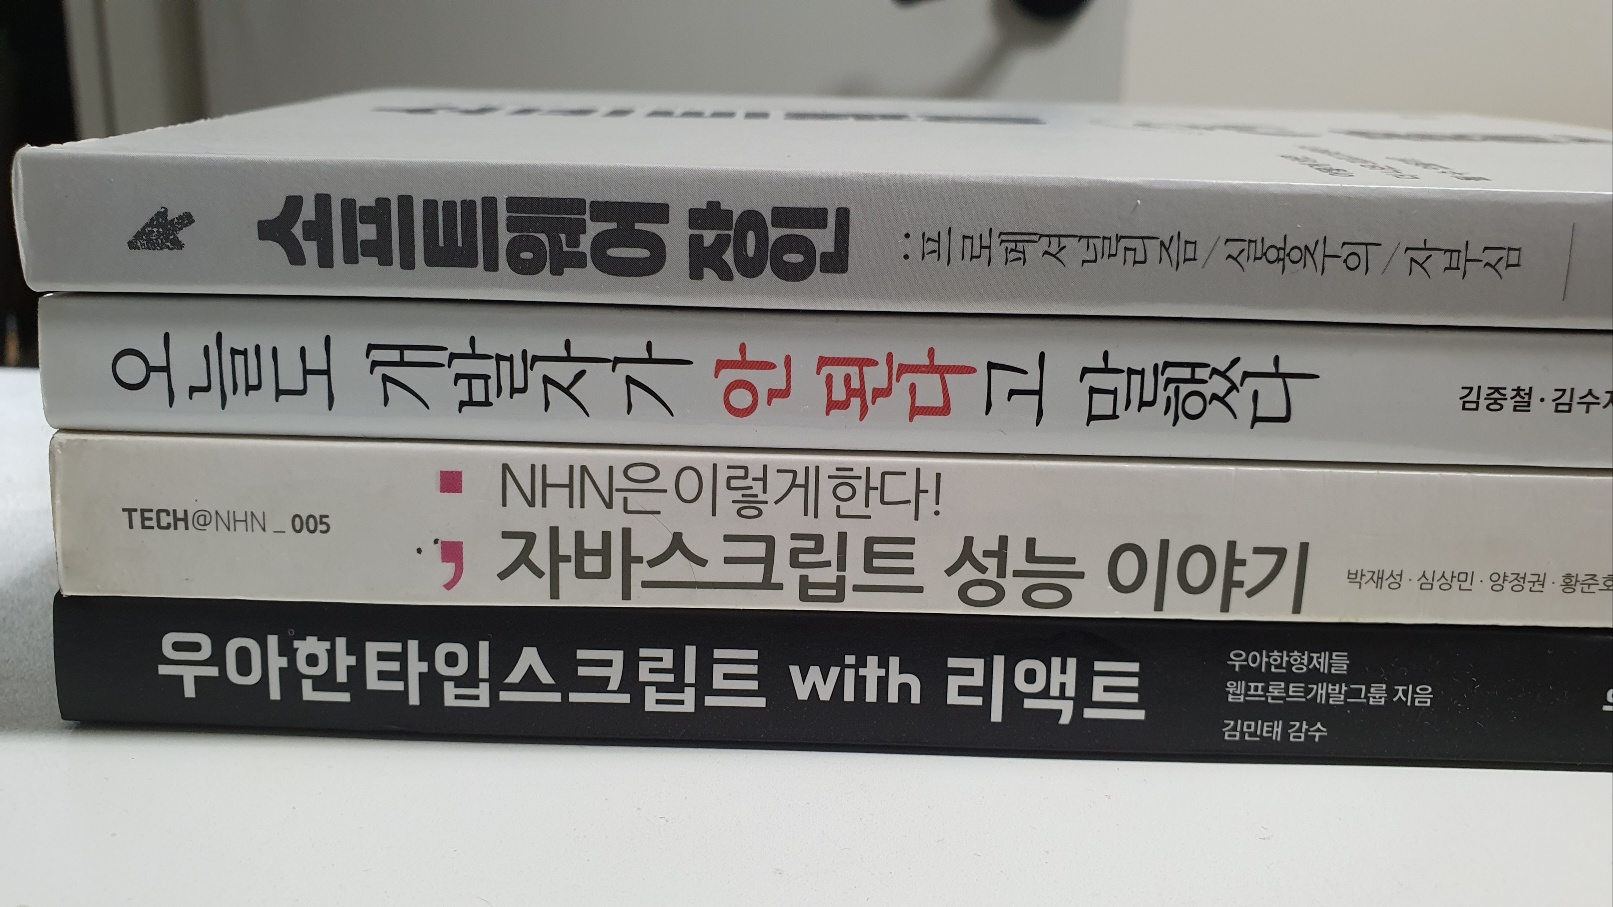 소프트웨어 장인 : 프로페셔널리즘/실용주의/자부심
오늘도 개발자가 안 된다고 말했다
김중철·김수지
TECH@NHN _ 005
NHN은이렇게한다!
자바스크립트 성능 이야기
박재성·심상민·양정권·황준호
우아한타입스크립트 with 리액트
우아한형제들
웹프론트개발그룹 지음
김민태 감수